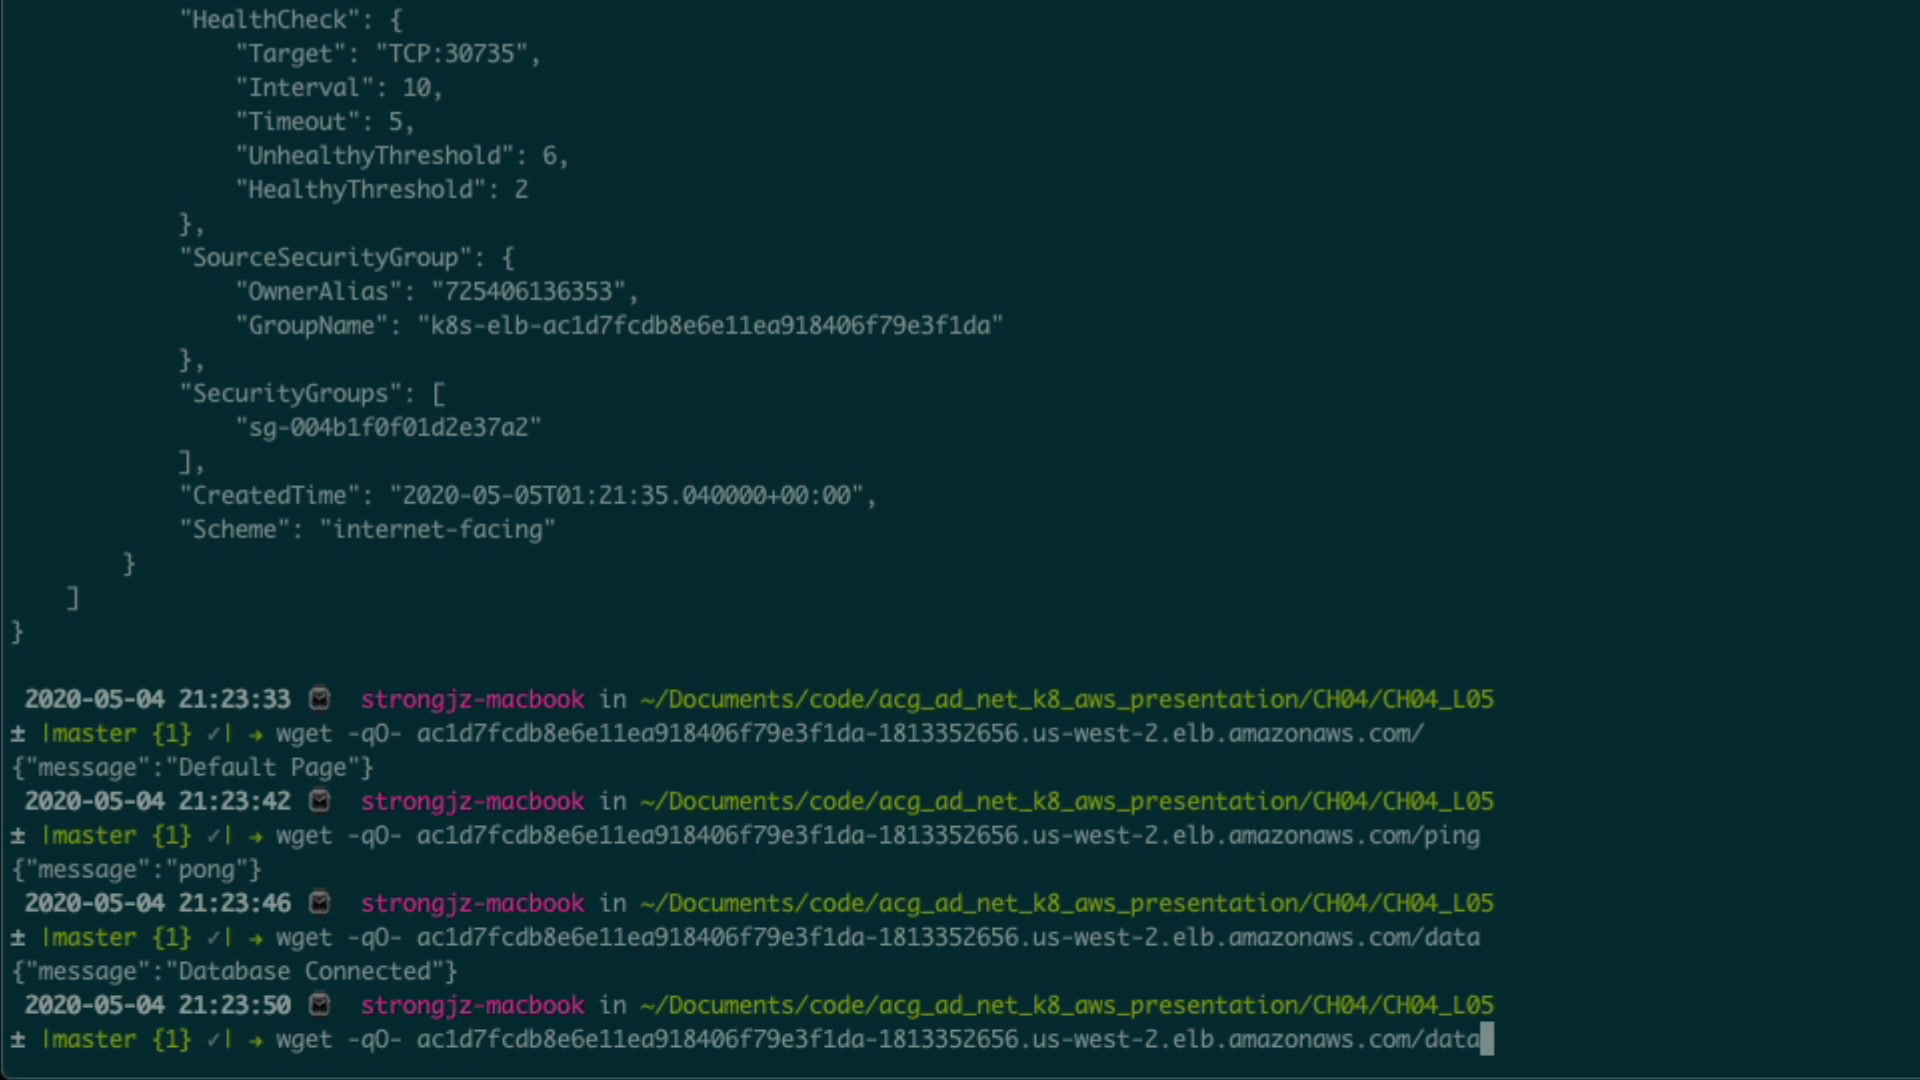 "HealthCheck": {
"Target": "TCP:30735",
"Interval": 10,
"Timeout": 5,
"UnhealthyThreshold": 6,
"HealthyThreshold": 2
},
"SourceSecurityGroup": {
"OwnerAlias": "725406136353",
"GroupName": "k8s-elb-ac1d7fcdb8e6e11ea918406f79e3f1da"
},
"SecurityGroups": [
"sg-004b1f0f01d2e37a2"
],
"CreatedTime": "2020-05-05T01:21:35.040000+00:00",
"Scheme": "internet-facing"
}
]
}
2020-05-04 21:23:33 strongjz-macbook in ~/Documents/code/acg_ad_net_k8_aws_presentation/CH04/CH04_L05
± |master {1} ✓| → wget -qO- ac1d7fcdb8e6e11ea918406f79e3f1da-1813352656.us-west-2.elb.amazonaws.com/
{"message":"Default Page"}
2020-05-04 21:23:42 strongjz-macbook in ~/Documents/code/acg_ad_net_k8_aws_presentation/CH04/CH04_L05
± |master {1} ✓| → wget -qO- ac1d7fcdb8e6e11ea918406f79e3f1da-1813352656.us-west-2.elb.amazonaws.com/ping
{"message":"pong"}
2020-05-04 21:23:46 strongjz-macbook in ~/Documents/code/acg_ad_net_k8_aws_presentation/CH04/CH04_L05
± |master {1} ✓| → wget -qO- ac1d7fcdb8e6e11ea918406f79e3f1da-1813352656.us-west-2.elb.amazonaws.com/data
{"message":"Database Connected"}
2020-05-04 21:23:50 strongjz-macbook in ~/Documents/code/acg_ad_net_k8_aws_presentation/CH04/CH04_L05
± |master {1} ✓| → wget -qO- ac1d7fcdb8e6e11ea918406f79e3f1da-1813352656.us-west-2.elb.amazonaws.com/data